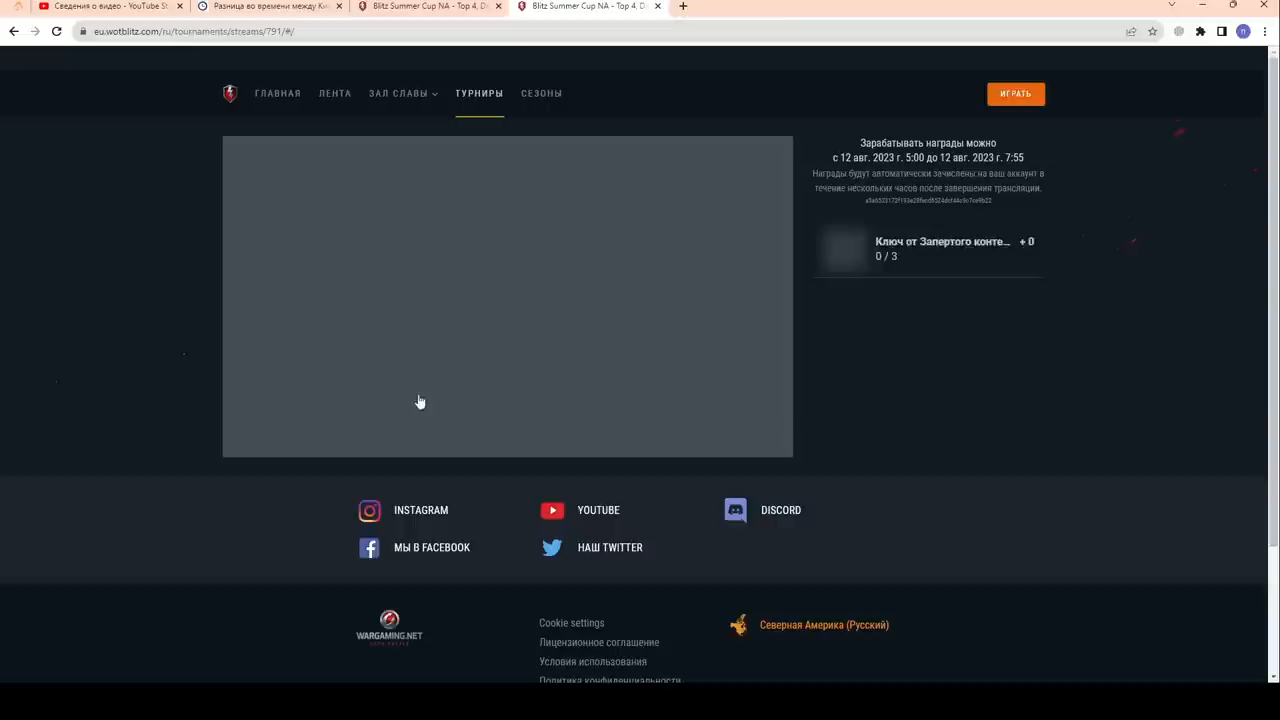 Сведения о видео - YouTube St
Разница во времени между Ки
Blitz Summer Cup NA - Top 4, D
Blitz Summer Cup NA - Top 4, D
eu.wotblitz.com/ru/tournaments/streams/791/#/
ГЛАВНАЯ
ЛЕНТА
ЗАЛ СЛАВЫ
ТУРНИРЫ
СЕЗОНЫ
ИГРАТЬ
Зарабатывать награды можно
с 12 авг. 2023 г. 5:00 до 12 авг. 2023 г. 7:55
Награды будут автоматически зачислены на ваш аккаунт в
течение нескольких часов после завершения трансляции.
Ключ от Запертого конте... + 0
0 / 3
INSTAGRAM
YOUTUBE
DISCORD
МЫ В FACEBOOK
НАШ TWITTER
WARGAMING.NET
Cookie settings
Северная Америка (Русский)
Лицензионное соглашение
Условия использования
Политика конфиденциальности